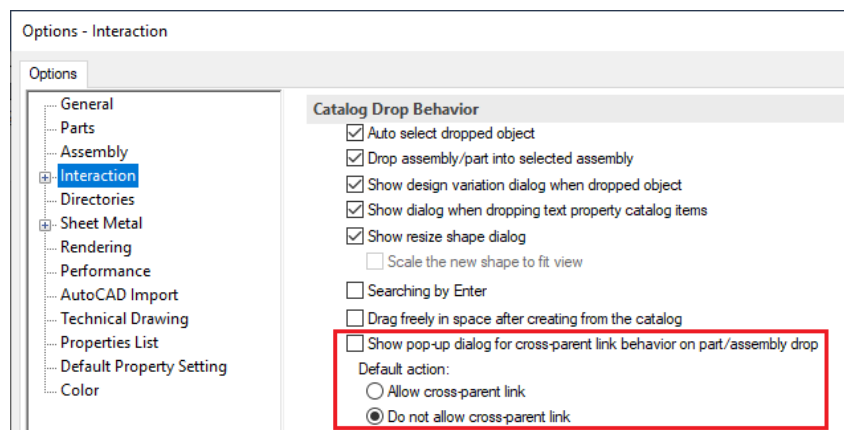 Options - Interaction
Options
General
Parts
Assembly
Interaction
Directories
Sheet Metal
Rendering
Performance
AutoCAD Import
Technical Drawing
Properties List
Default Property Setting
Color
Catalog Drop Behavior
Auto select dropped object
Drop assembly/part into selected assembly
Show design variation dialog when dropped object
Show dialog when dropping text property catalog items
Show resize shape dialog
Scale the new shape to fit view
Searching by Enter
Drag freely in space after creating from the catalog
Show pop-up dialog for cross-parent link behavior on part/assembly drop
Default action:
Allow cross-parent link
Do not allow cross-parent link